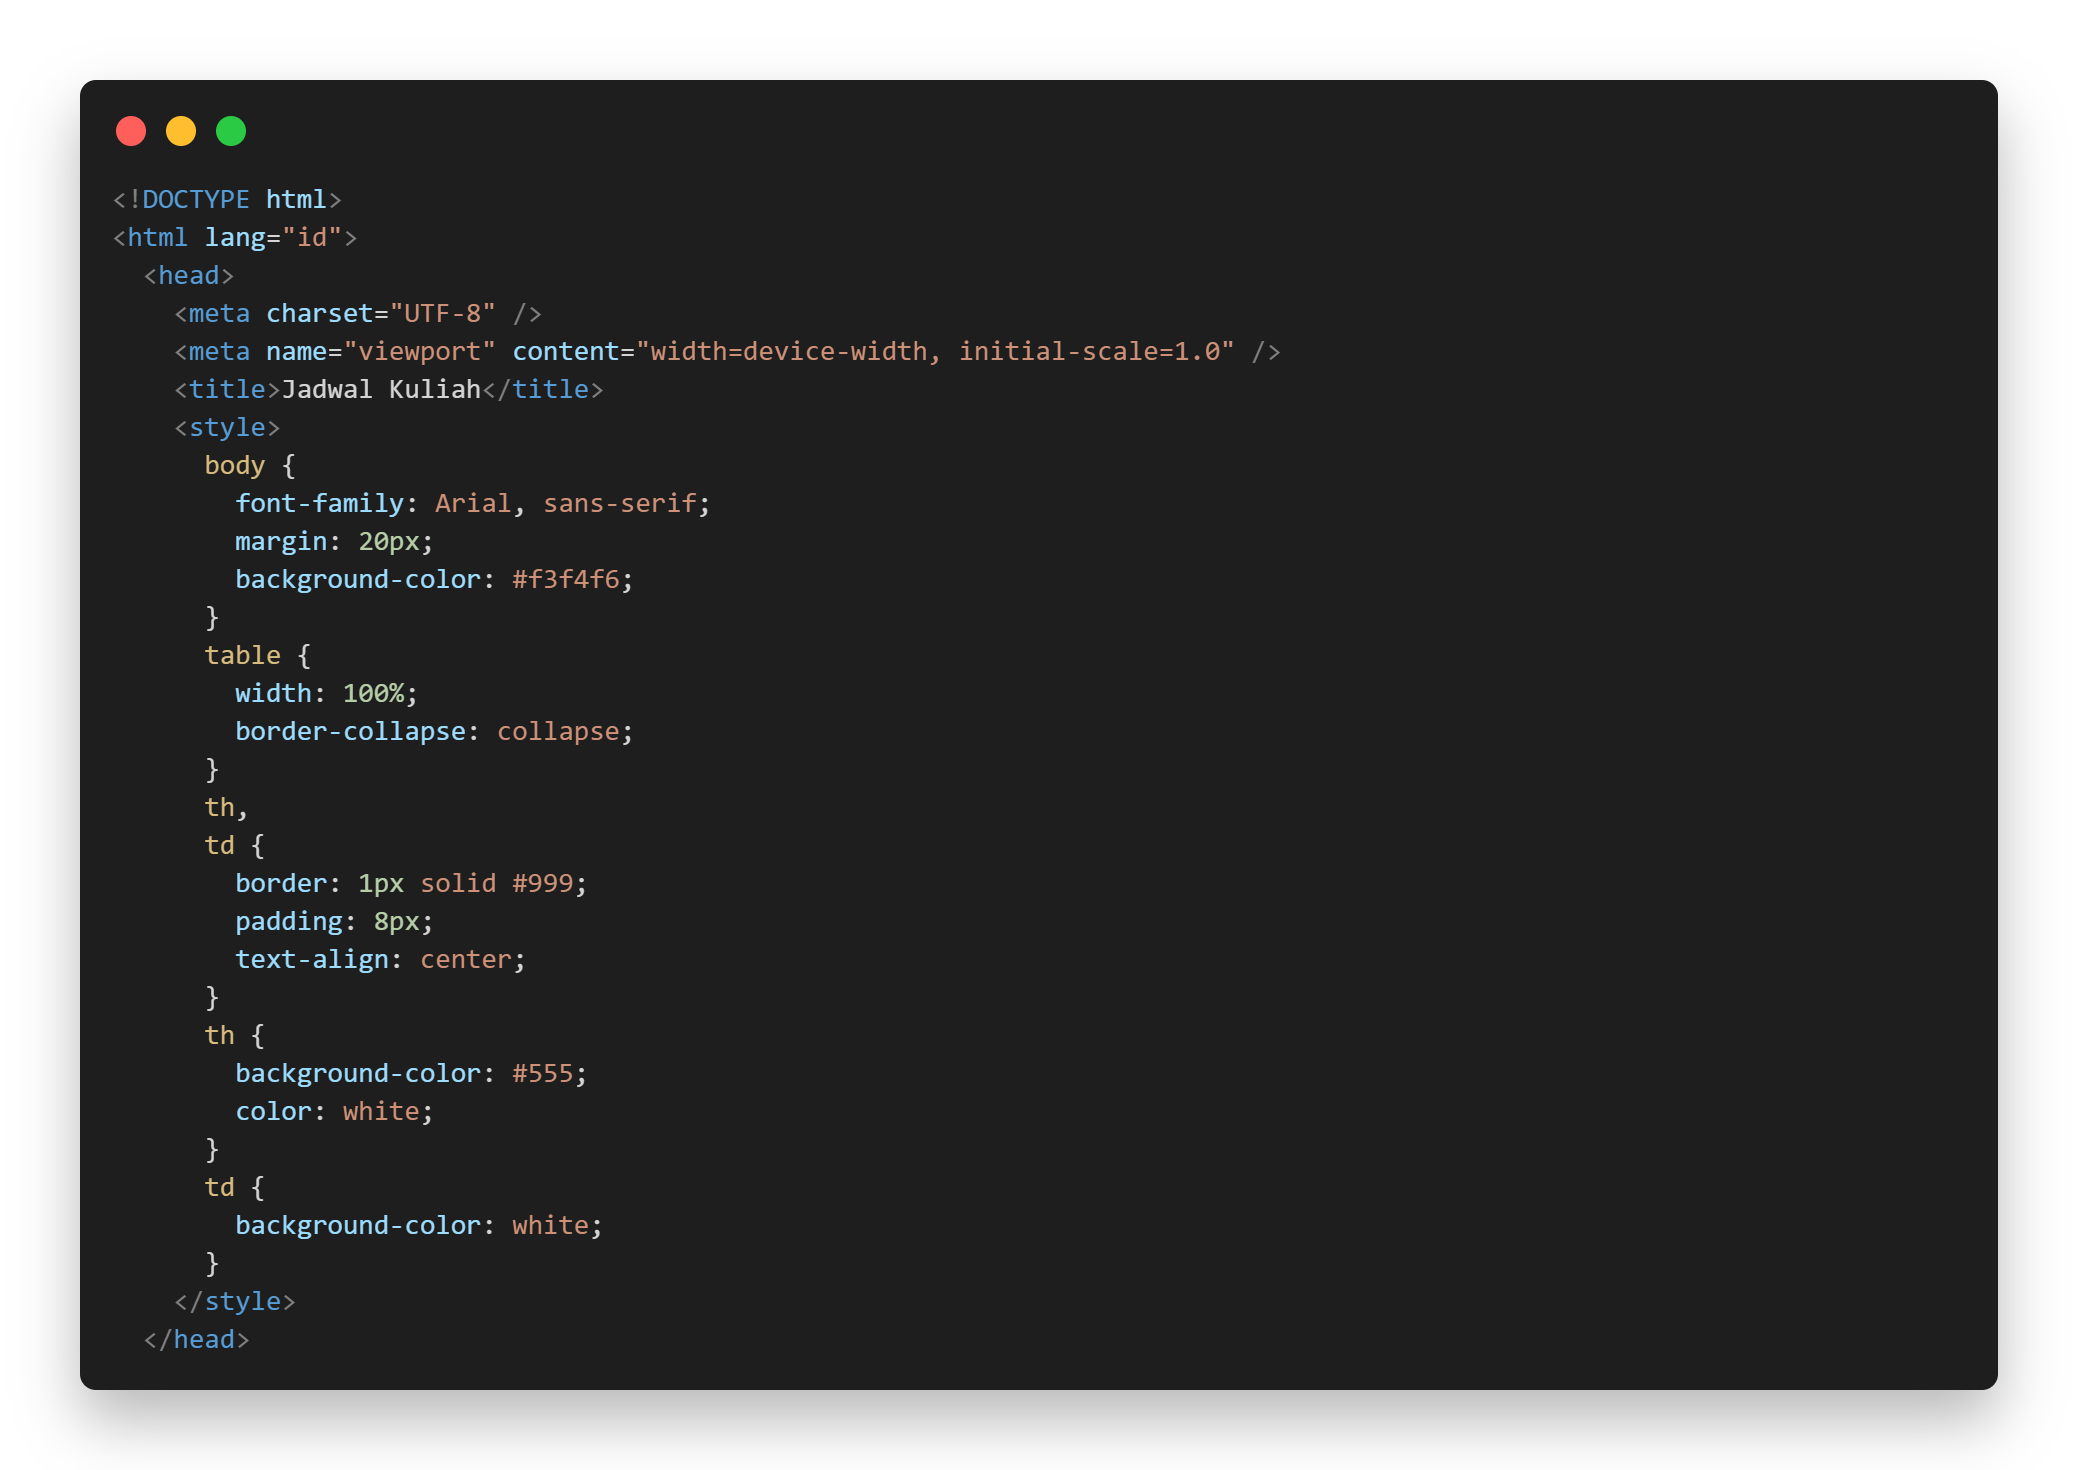 <!DOCTYPE html>
<html lang="id">
  <head>
    <meta charset="UTF-8" />
    <meta name="viewport" content="width=device-width, initial-scale=1.0" />
    <title>Jadwal Kuliah</title>
    <style>
      body {
        font-family: Arial, sans-serif;
        margin: 20px;
        background-color: #f3f4f6;
      }
      table {
        width: 100%;
        border-collapse: collapse;
      }
      th,
      td {
        border: 1px solid #999;
        padding: 8px;
        text-align: center;
      }
      th {
        background-color: #555;
        color: white;
      }
      td {
        background-color: white;
      }
    </style>
  </head>